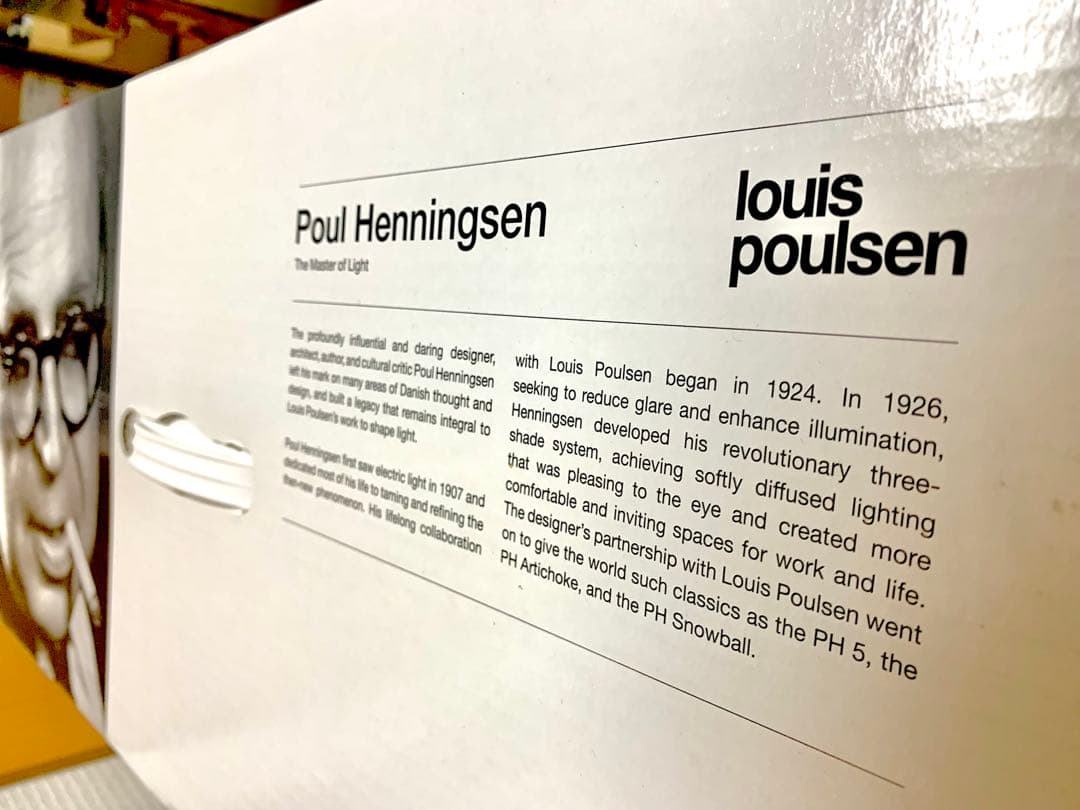 Poul Henningsen
The Master of Light
louis
poulsen
The profoundly influential and daring designer,
architect, author, and cultural critic Poul Henningsen
left his mark on many areas of Danish thought and
design, and built a legacy that remains integral to
Louis Poulsen's work to shape light.
Poul Henningsen first saw electric light in 1907 and
dedicated most of his life to taming and refining the
then-new phenomenon. His lifelong collaboration
with Louis Poulsen began in 1924. In 1926,
seeking to reduce glare and enhance illumination,
Henningsen developed his revolutionary three-
shade system, achieving softly diffused lighting
that was pleasing to the eye and created more
comfortable and inviting spaces for work and life.
The designer's partnership with Louis Poulsen went
on to give the world such classics as the PH 5, the
PH Artichoke, and the PH Snowball.